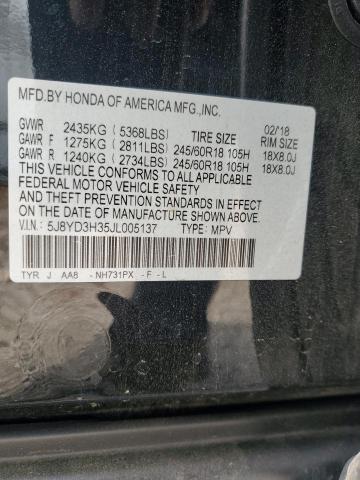 MFD.BY HONDA OF AMERICA MFG.,INC.
02/18
GVWR 2435KG (5368LBS) TIRE SIZE RIM SIZE
GAWR F 1275KG (2811LBS) 245/60R18 105H 18X8.0J
GAWR R 1240KG (2734LBS) 245/60R18 105H 18X8.0J
THIS VEHICLE CONFORMS TO ALL APPLICABLE
FEDERAL MOTOR VEHICLE SAFETY
AND THEFT PREVENTION STANDARDS IN EFFECT
ON THE DATE OF MANUFACTURE SHOWN ABOVE.
V.I.N.: 5J8YD3H35JL005137 TYPE: MPV
TYR J AA8 -NH731PX -F -L